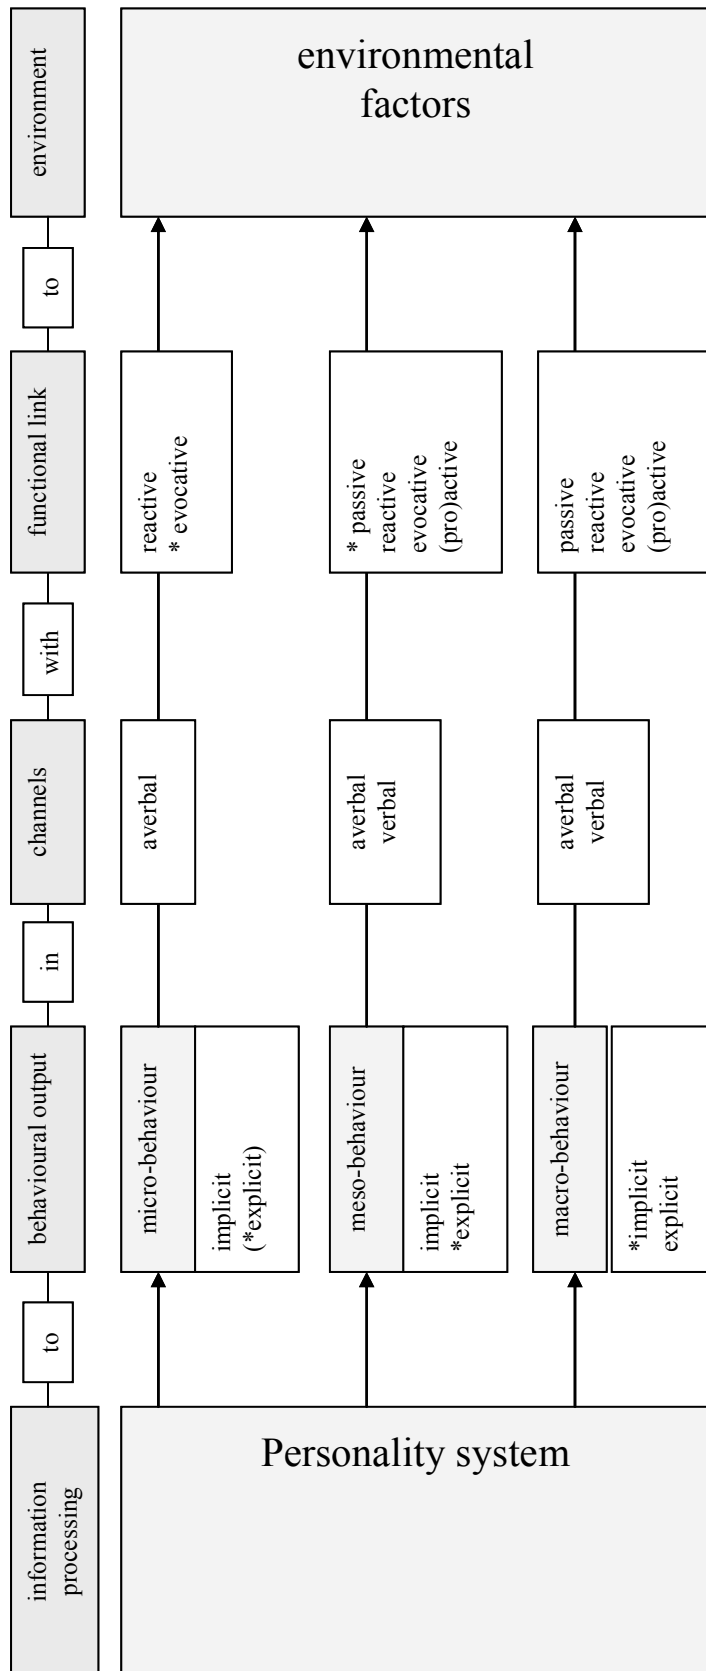 information
processing
to
behavioural output
in
channels
with
functional link
to
environment
Personality system
micro-behaviour
implicit
(*explicit)
averbal
reactive
* evocative
meso-behaviour
implicit
*explicit
averbal
verbal
* passive
reactive
evocative
(pro)active
macro-behaviour
*implicit
explicit
averbal
verbal
passive
reactive
evocative
(pro)active
environmental
factors